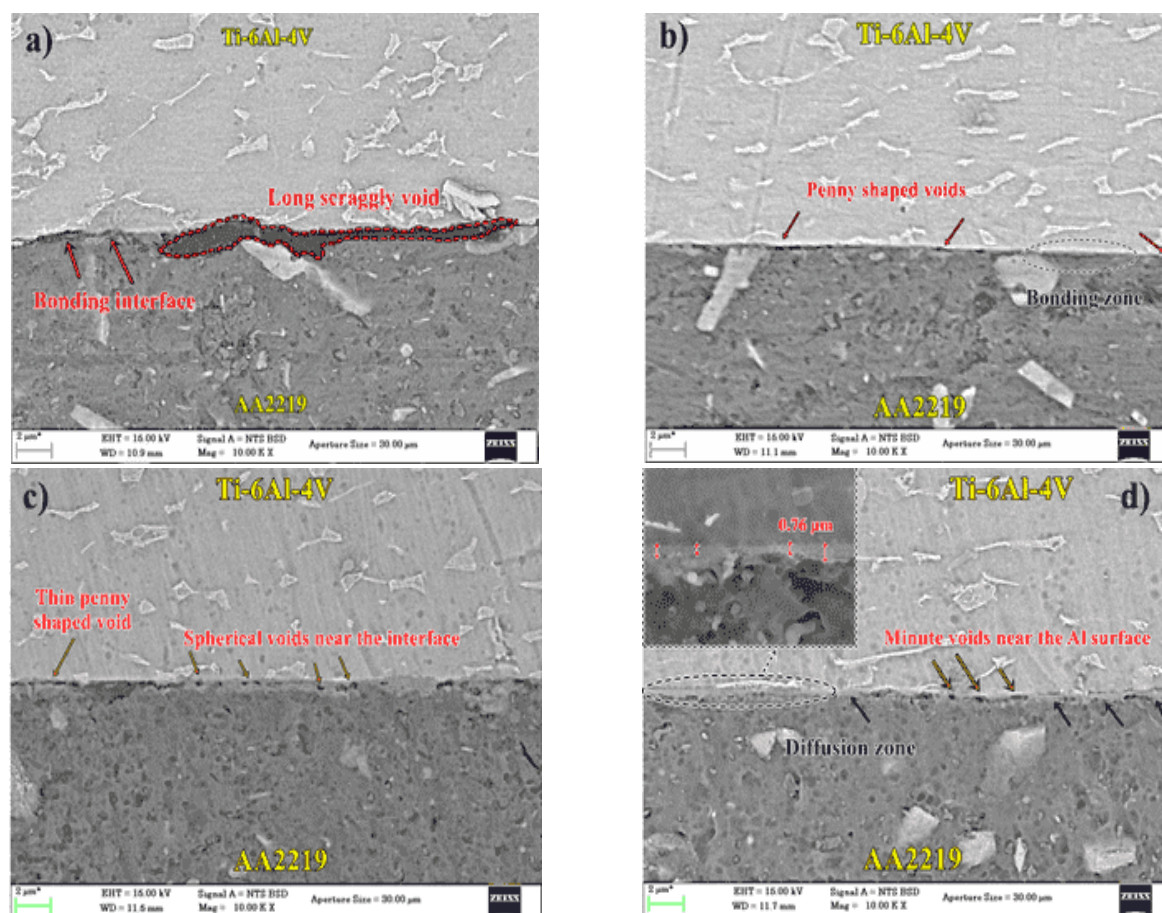 a)
Ti-6Al-4V
Long scraggly void
Bonding interface
AA2219
2 µm*
EHT = 15.00 kV
Signal A = NTS BSD
Aperture Size = 30.00 µm
ZEISS
WD = 10.9 mm
Mag = 10.00 K X
b)
Ti-6Al-4V
Penny shaped voids
Bonding zone
AA2219
2 µm*
EHT = 15.00 kV
Signal A = NTS BSD
Aperture Size = 30.00 µm
ZEISS
WD = 11.1 mm
Mag = 10.00 K X
c)
Ti-6Al-4V
Thin penny
shaped void
Spherical voids near the interface
AA2219
2 µm*
EHT = 15.00 kV
Signal A = NTS BSD
Aperture Size = 30.00 µm
ZEISS
WD = 11.6 mm
Mag = 10.00 K X
d)
Ti-6Al-4V
0.76 µm
Minute voids near the Al surface
Diffusion zone
AA2219
2 µm*
EHT = 15.00 kV
Signal A = NTS BSD
Aperture Size = 30.00 µm
ZEISS
WD = 11.7 mm
Mag = 10.00 K X